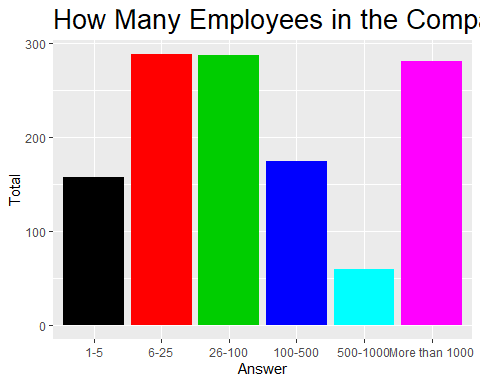 How Many Employees in the Compa
300
200
100
0
Total
1-5 6-25 26-100 100-500 500-1000 More than 1000
Answer